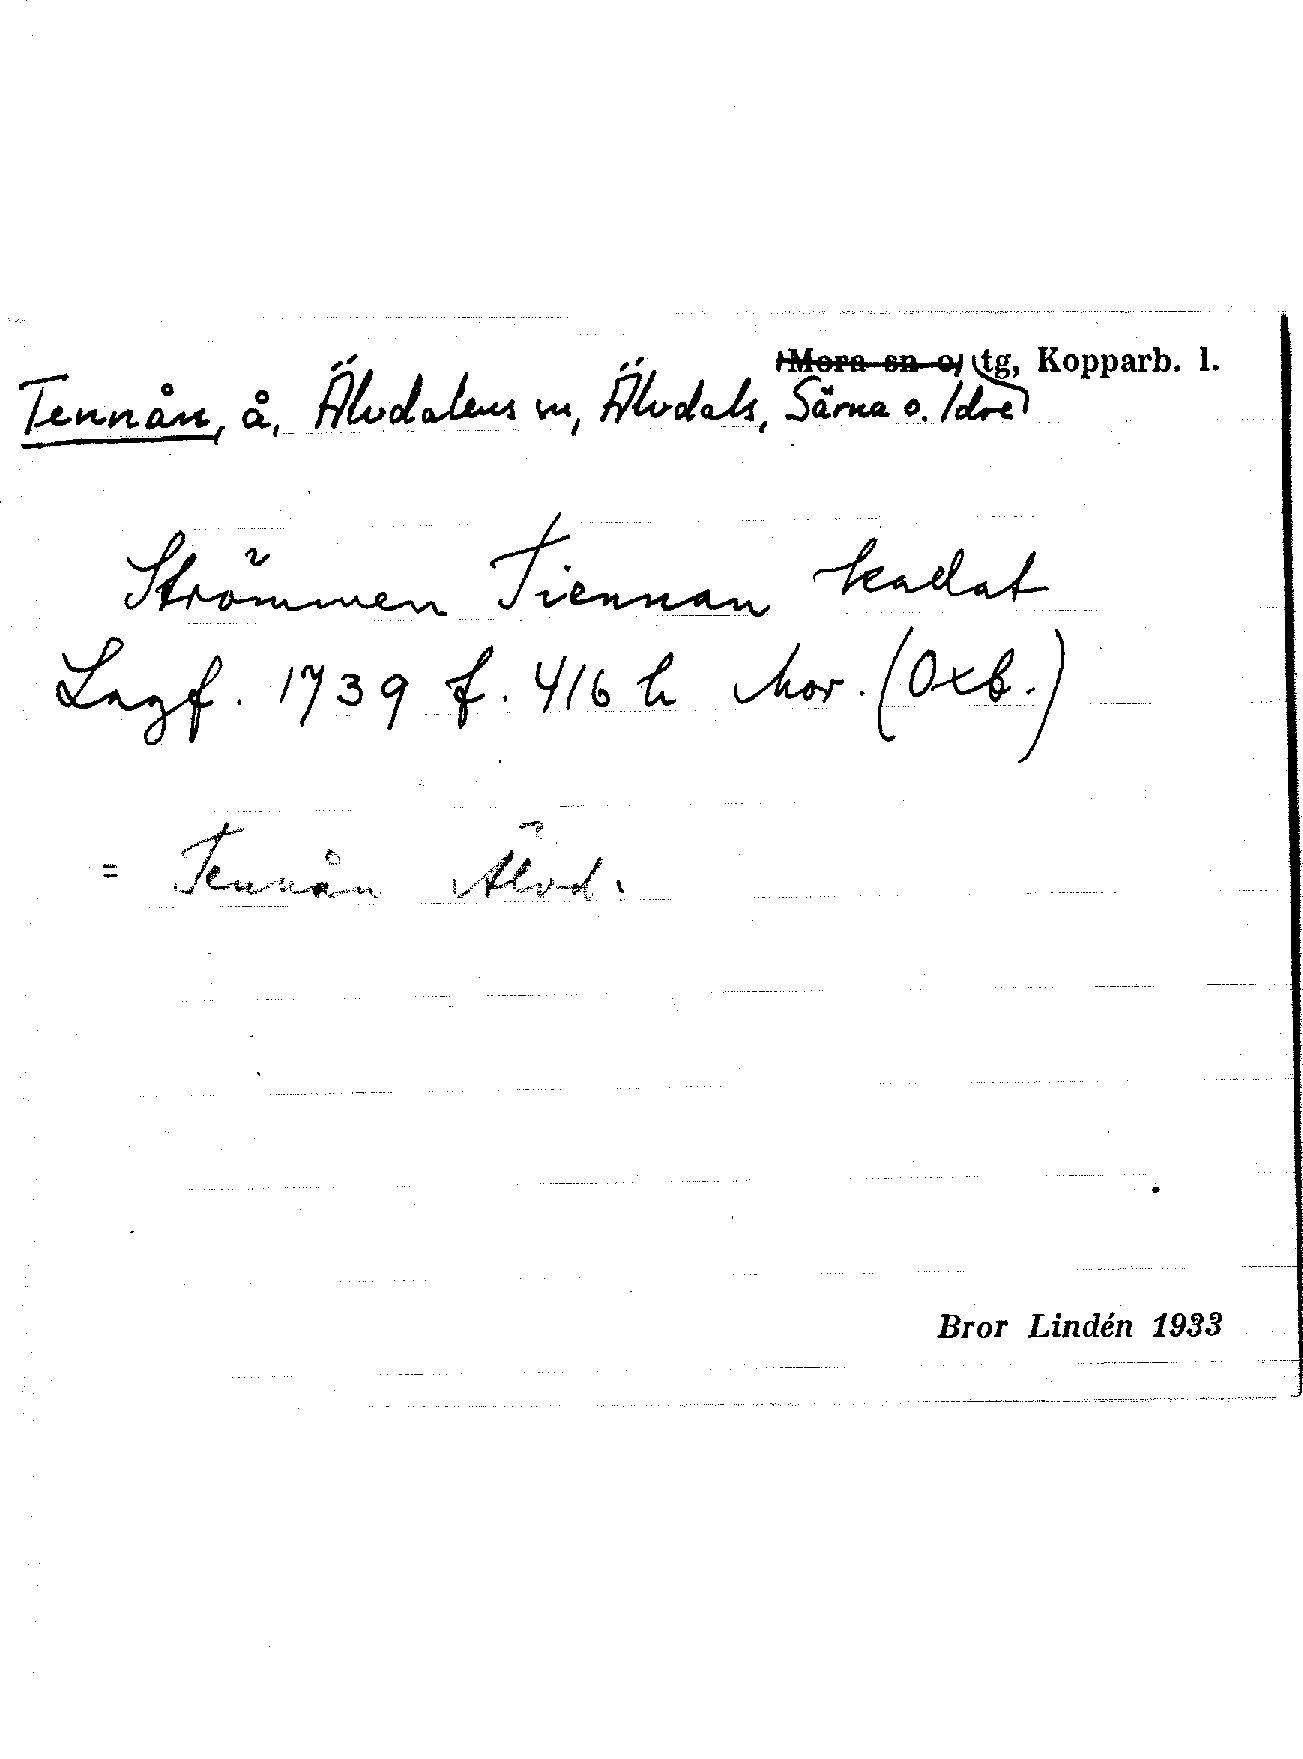 Mora sn o. tg, Kopparb. l.
Tennån, å, Älvdalens sn, Älvdals, Särna o. Idre
Strömmen Tiennan kadat
Lagf. 1739 f. 416 h Mor. (Oxb.)
= Tennån Älvd.
Bror Lindén 1933